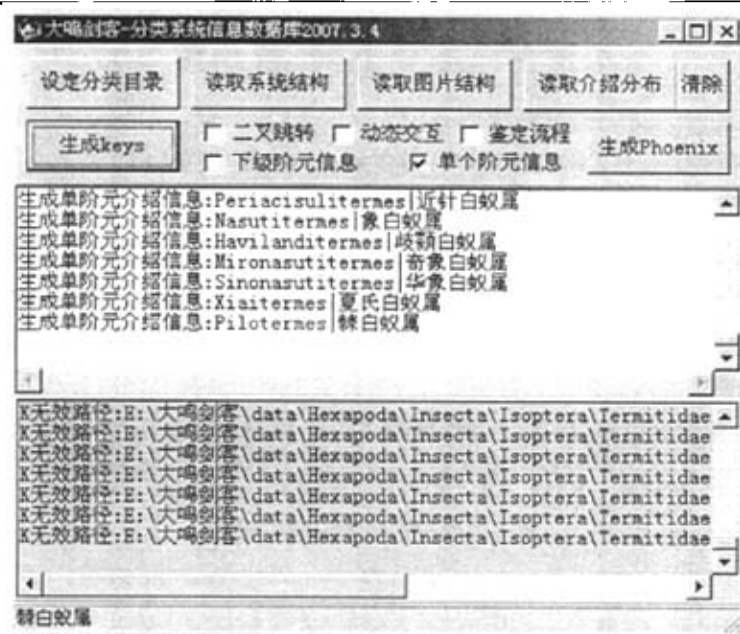 大鸣剑客-分类系统信息数据库2007.3.4
设定分类目录 读取系统结构 读取图片结构 读取介绍分布 清除
生成keys 二叉跳转 动态交互 鉴定流程 生成Phoenix
下级阶元信息 单个阶元信息
生成单阶元介绍信息:Periacisulitermes|近针白蚁属
生成单阶元介绍信息:Nasutitermes|象白蚁属
生成单阶元介绍信息:Havilanditermes|歧颚白蚁属
生成单阶元介绍信息:Mironasutitermes|奇象白蚁属
生成单阶元介绍信息:Sinonasutitermes|华象白蚁属
生成单阶元介绍信息:Xiaitermes|夏氏白蚁属
生成单阶元介绍信息:Pilotermes|棘白蚁属
K无效路径:E:\大鸣剑客\data\Hexapoda\Insecta\Isoptera\Termitidae
K无效路径:E:\大鸣剑客\data\Hexapoda\Insecta\Isoptera\Termitidae
K无效路径:E:\大鸣剑客\data\Hexapoda\Insecta\Isoptera\Termitidae
K无效路径:E:\大鸣剑客\data\Hexapoda\Insecta\Isoptera\Termitidae
K无效路径:E:\大鸣剑客\data\Hexapoda\Insecta\Isoptera\Termitidae
K无效路径:E:\大鸣剑客\data\Hexapoda\Insecta\Isoptera\Termitidae
K无效路径:E:\大鸣剑客\data\Hexapoda\Insecta\Isoptera\Termitidae
棘白蚁属